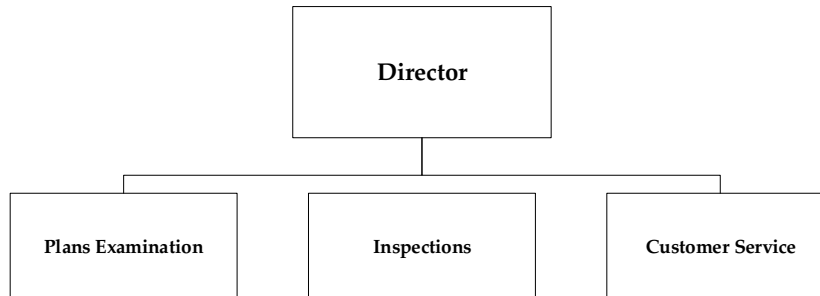 Director
Plans Examination
Inspections
Customer Service